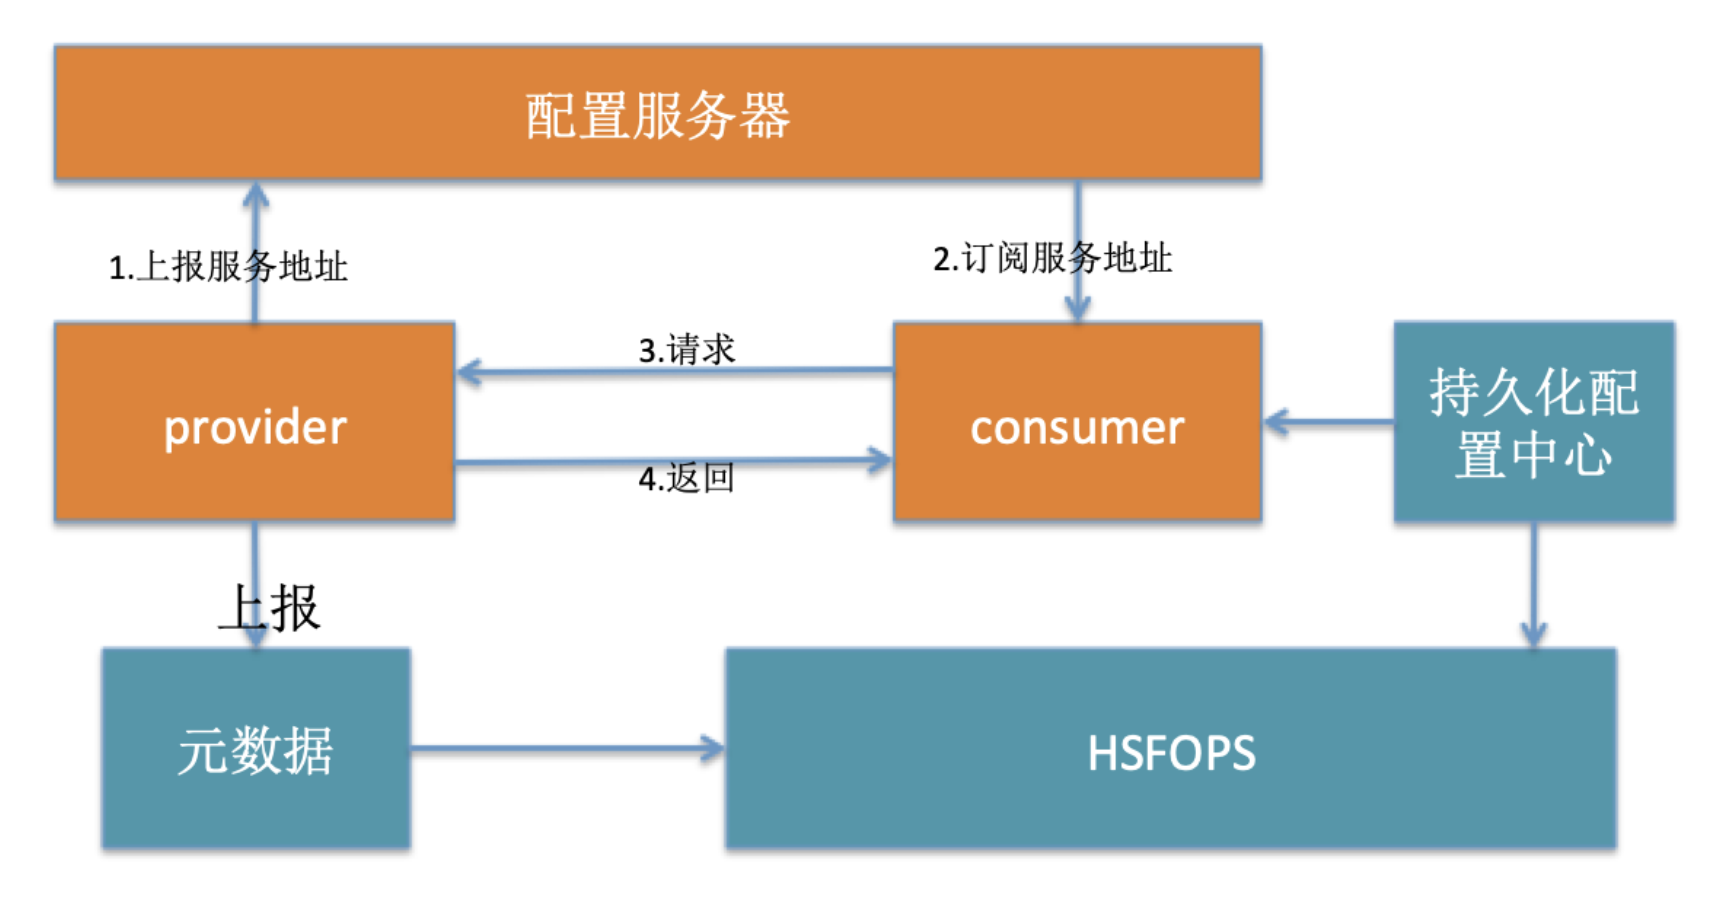 配置服务器
1.上报服务地址
2.订阅服务地址
3.请求
provider
consumer
持久化配
置中心
4.返回
上报
元数据
HSFOPS